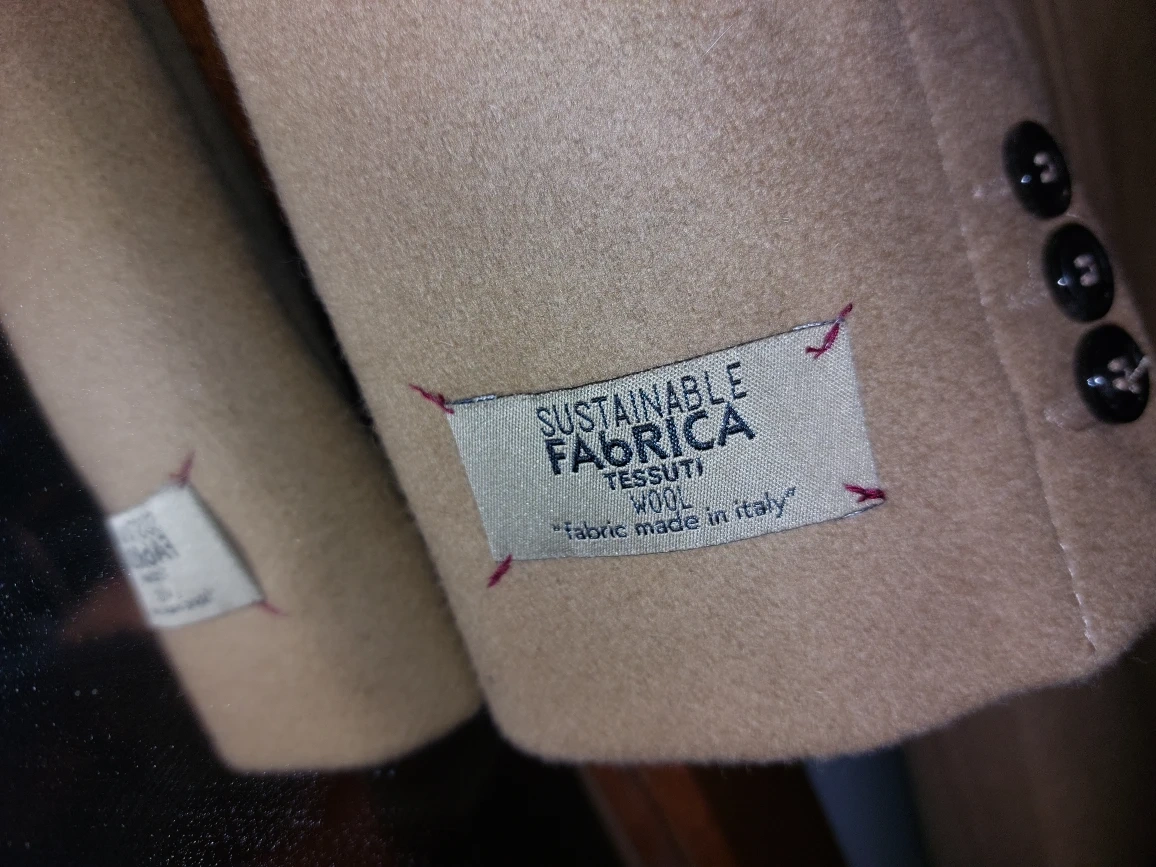 SUSTAINABLE
FAbRICA
TESSUTI
WOOL
"fabric made in italy"